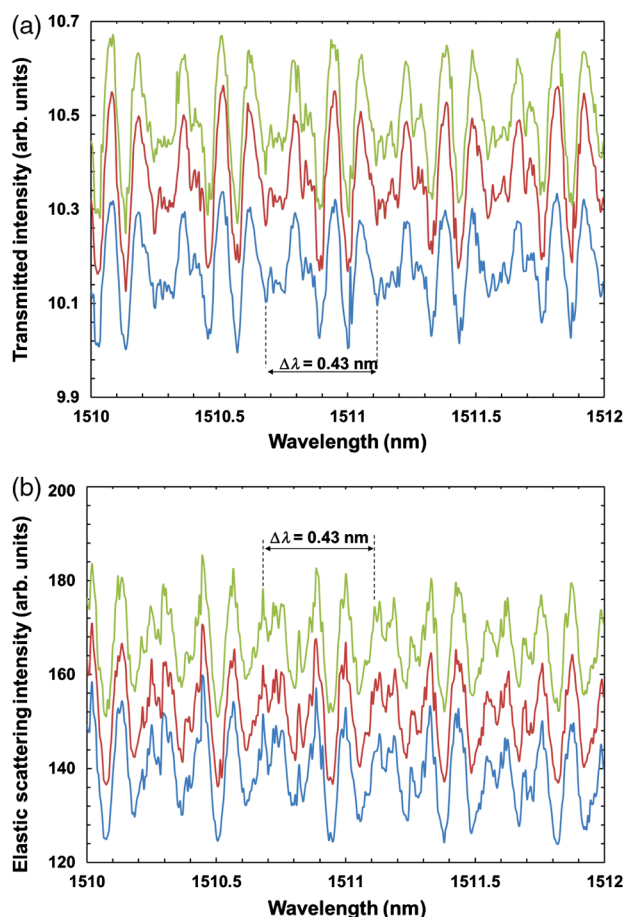 (a)
10.7
10.5
10.3
10.1
9.9
Transmitted intensity (arb. units)
Δλ = 0.43 nm
1510 1510.5 1511 1511.5 1512
Wavelength (nm)
(b)
200
180
160
140
120
Elastic scattering intensity (arb. units)
Δλ = 0.43 nm
1510 1510.5 1511 1511.5 1512
Wavelength (nm)